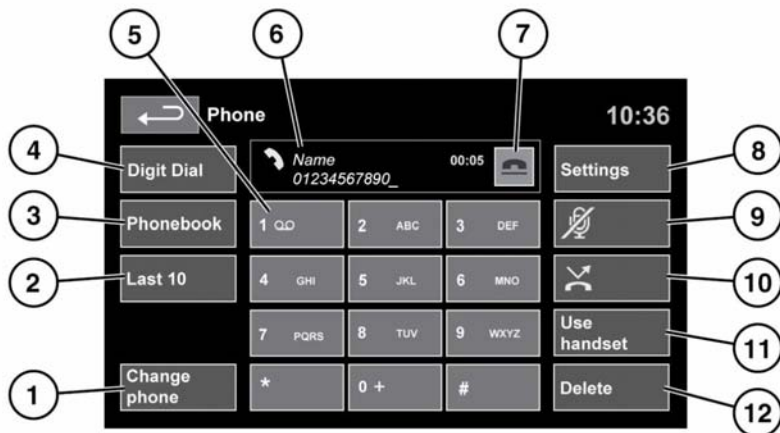 5
6
7
Phone
10:36
4
Digit Dial
Name
00:05
01234567890_
Settings
8
3
Phonebook
1
2 ABC
3 DEF
9
2
Last 10
4 GHI
5 JKL
6 MNO
10
7 PQRS
8 TUV
9 WXYZ
Use
handset
11
1
Change
phone
*
0 +
#
Delete
12